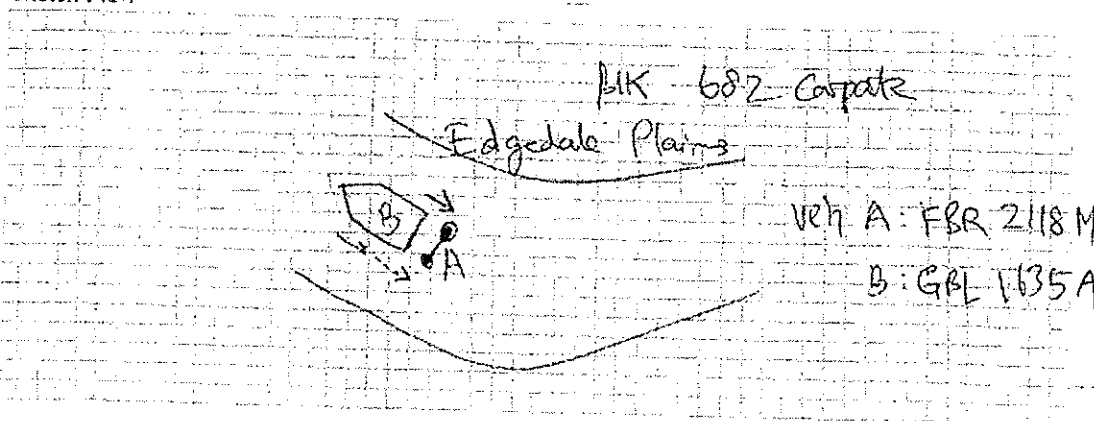 Blk 682 Carpark
Edgedale Plains
B
A
veh A: FBR 2118 M
B: GBL 1635 A